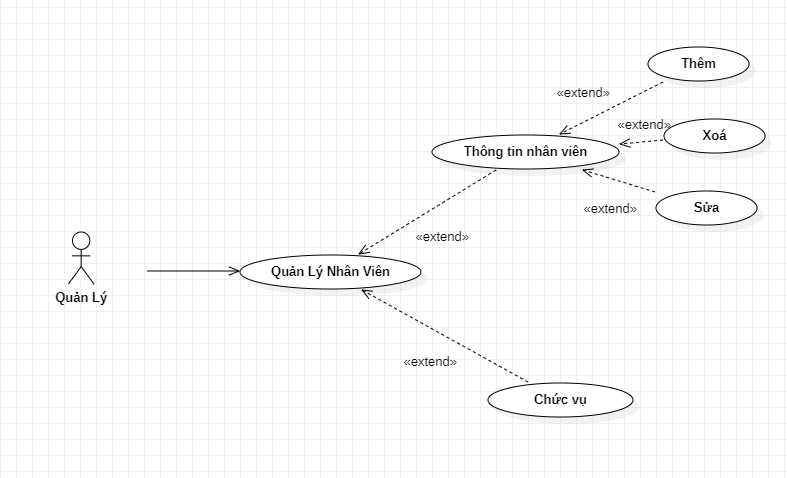 Thêm
«extend»
«extend»
Xoá
Thông tin nhân viên
«extend»
Sửa
«extend»
Quản Lý Nhân Viên
Quản Lý
«extend»
Chức vụ